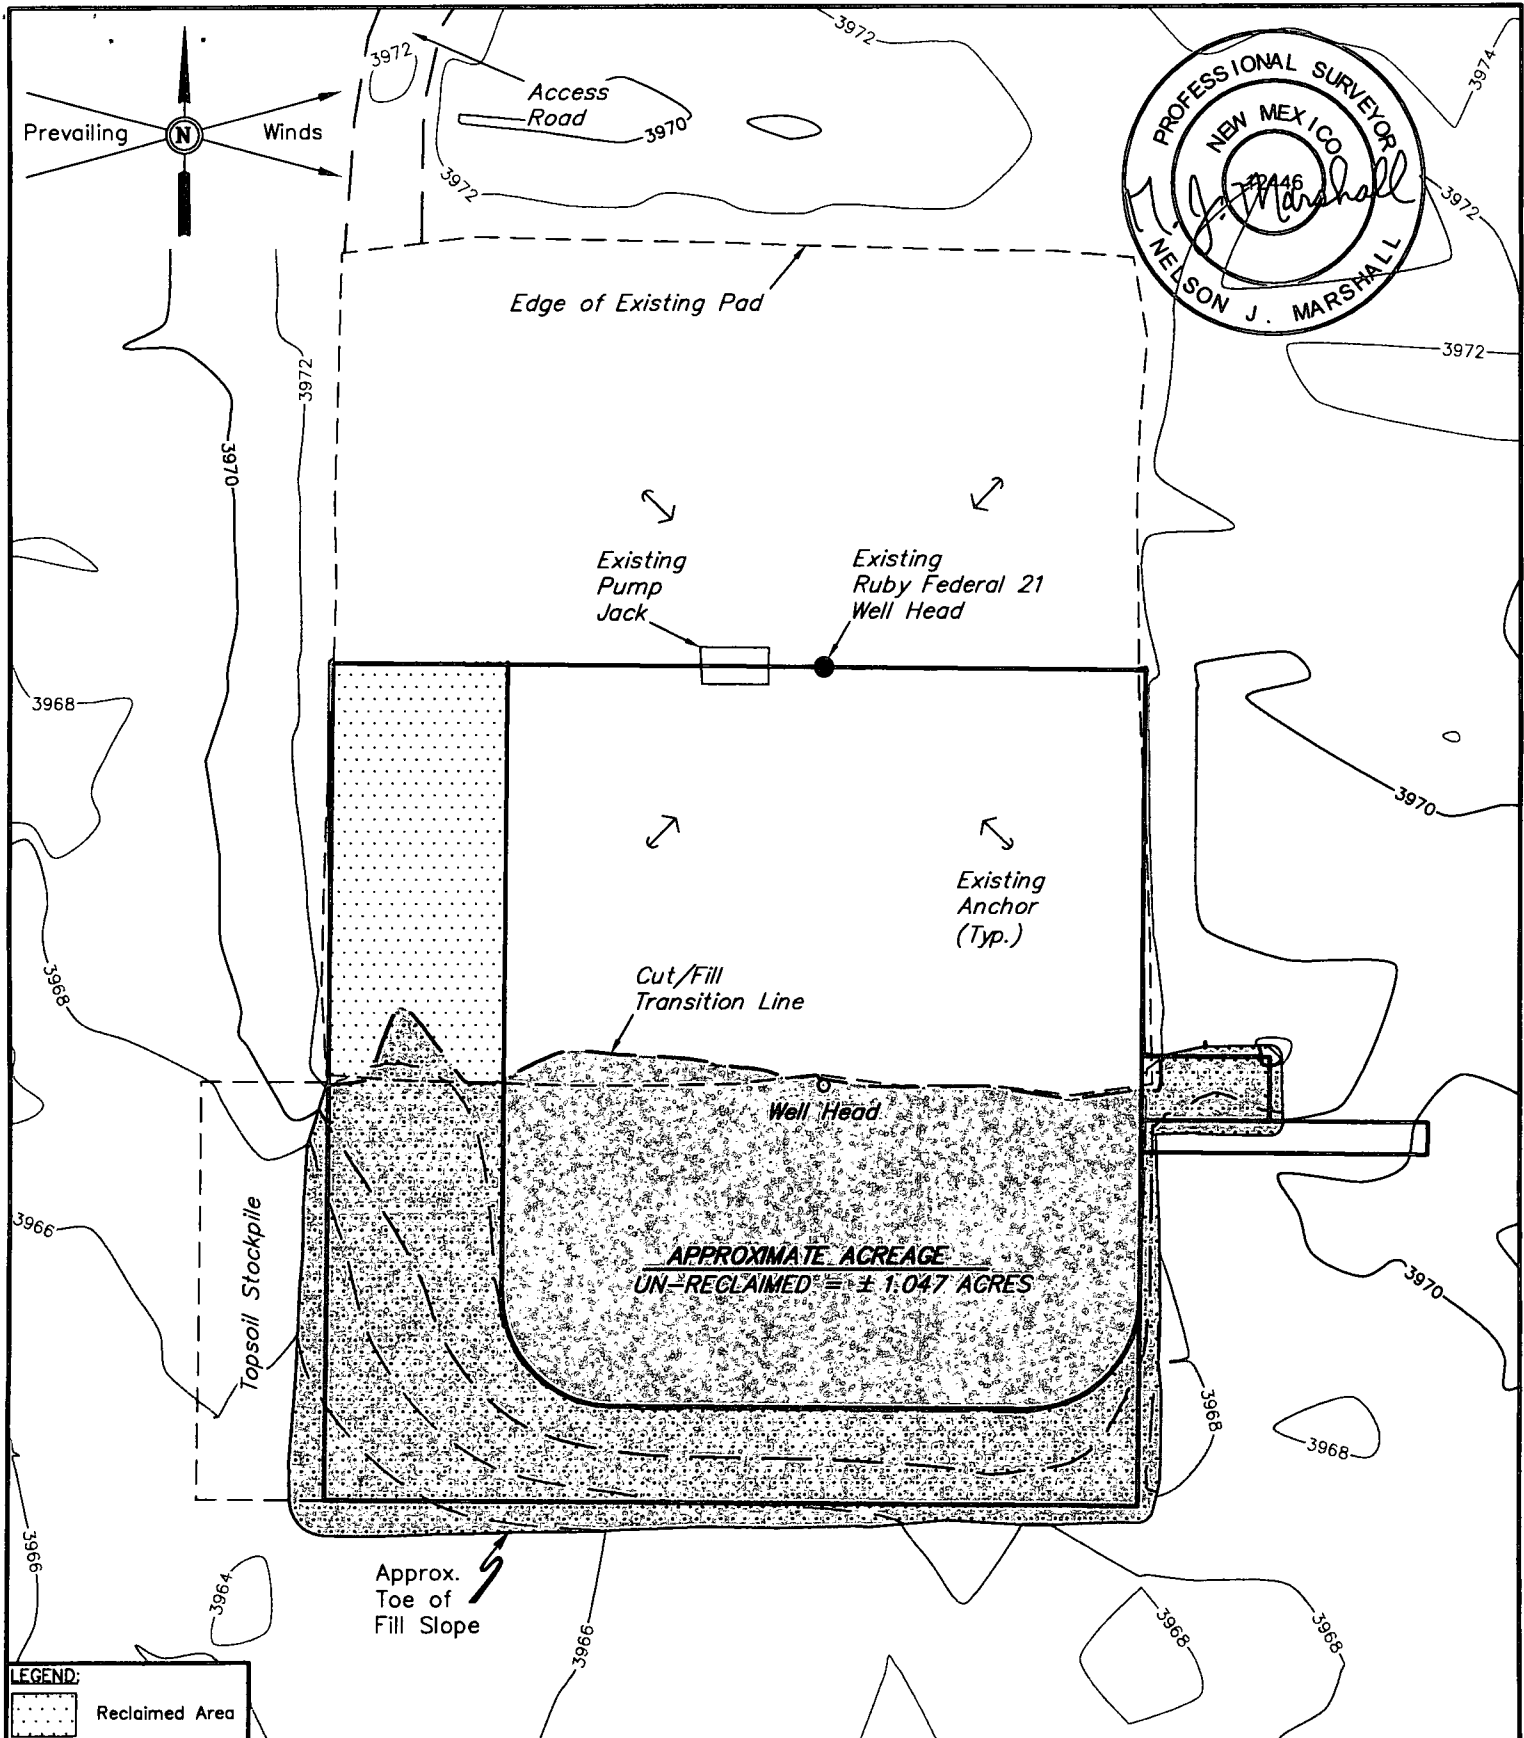 3972
3972
3974
Access
Road
3970
Prevailing
N
Winds
3972
PROFESSIONAL SURVEYOR
NEW MEXICO
N. J. Marshall
NELSON J. MARSHALL
3972
Edge of Existing Pad
3972
3972
3970
Existing
Pump
Jack
Existing
Ruby Federal 21
Well Head
3968
3970
Existing
Anchor
(Typ.)
Cut/Fill
Transition Line
3968
Well Head
Topsoil Stockpile
3966
APPROXIMATE ACREAGE
UN-RECLAIMED = ± 1.047 ACRES
3970
3968
3968
3966
3964
Approx.
Toe of
Fill Slope
3966
3968
3968
LEGEND:
Reclaimed Area